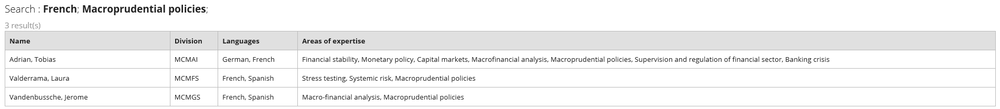 Search : French; Macroprudential policies;
3 result(s)
Name Division Languages Areas of expertise
Adrian, Tobias MCMAI German, French Financial stability, Monetary policy, Capital markets, Macrofinancial analysis, Macroprudential policies, Supervision and regulation of financial sector, Banking crisis
Valderrama, Laura MCMFS French, Spanish Stress testing, Systemic risk, Macroprudential policies
Vandenbussche, Jerome MCMGS French, Spanish Macro-financial analysis, Macroprudential policies